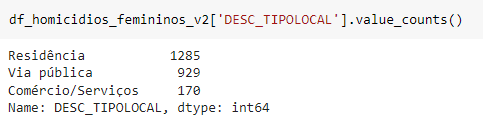 df_homicidios_femininos_v2['DESC_TIPOLOCAL'].value_counts()
Residência 1285
Via pública 929
Comércio/Serviços 170
Name: DESC_TIPOLOCAL, dtype: int64